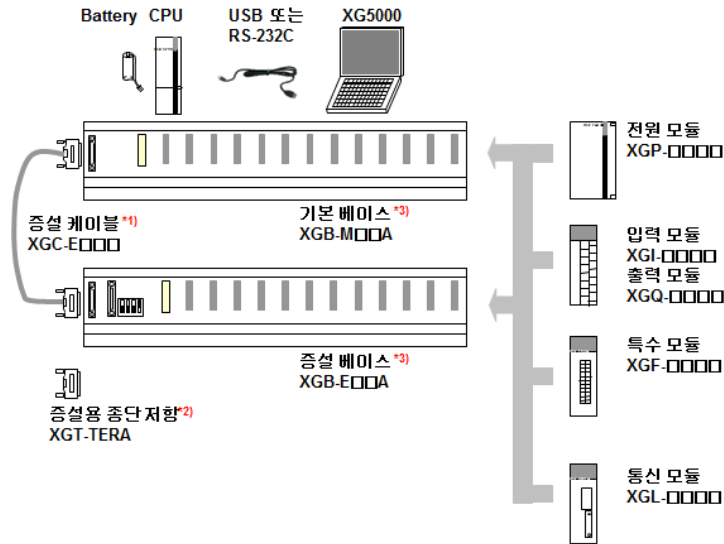 Battery CPU
USB 또는
RS-232C
XG5000
전원 모듈
XGP-□□□□
증설 케이블 *1)
XGC-E□□□
기본 베이스 *3)
XGB-M□□A
입력 모듈
XGI-□□□□
출력 모듈
XGQ-□□□□
증설 베이스 *3)
XGB-E□□A
특수 모듈
XGF-□□□□
증설용 종단 저항*2)
XGT-TERA
통신 모듈
XGL-□□□□